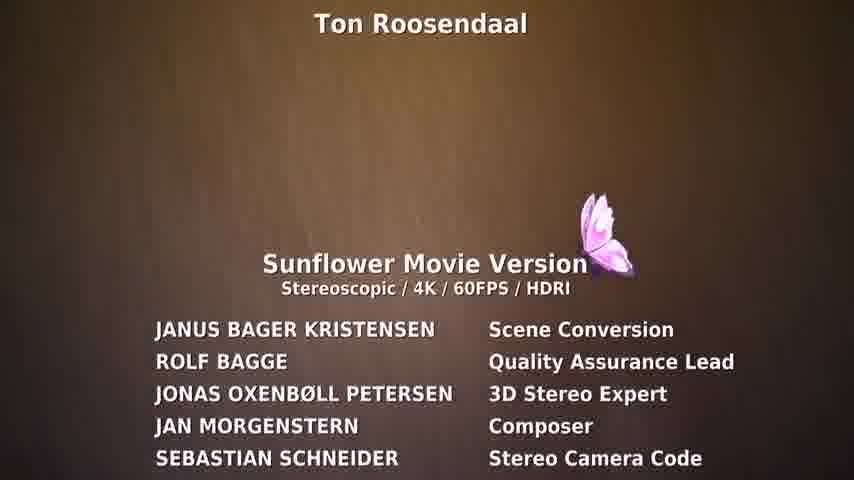 Ton Roosendaal
Sunflower Movie Version
Stereoscopic / 4K / 60FPS / HDRI
JANUS BAGER KRISTENSEN Scene Conversion
ROLF BAGGE Quality Assurance Lead
JONAS OXENBØLL PETERSEN 3D Stereo Expert
JAN MORGENSTERN Composer
SEBASTIAN SCHNEIDER Stereo Camera Code